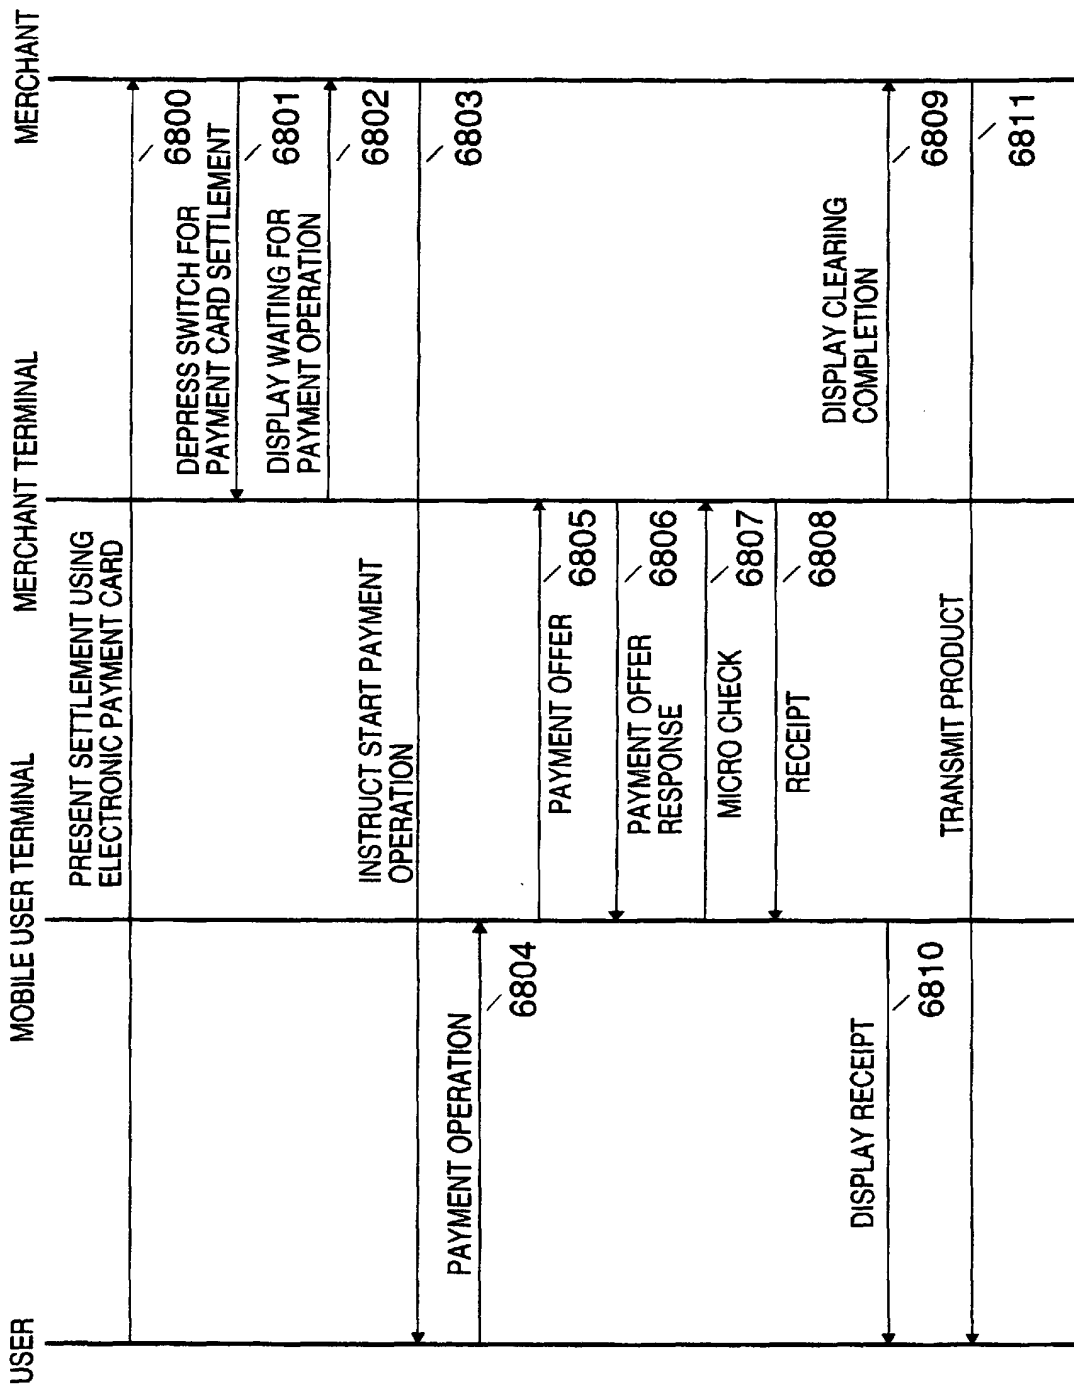 USER
MOBILE USER TERMINAL
MERCHANT TERMINAL
MERCHANT
PRESENT SETTLEMENT USING
ELECTRONIC PAYMENT CARD
6800
DEPRESS SWITCH FOR
PAYMENT CARD SETTLEMENT
6801
DISPLAY WAITING FOR
PAYMENT OPERATION
6802
INSTRUCT START PAYMENT
OPERATION
6803
PAYMENT OPERATION
6804
PAYMENT OFFER
6805
PAYMENT OFFER
RESPONSE
6806
MICRO CHECK
6807
RECEIPT
6808
DISPLAY CLEARING
COMPLETION
6809
DISPLAY RECEIPT
6810
TRANSMIT PRODUCT
6811